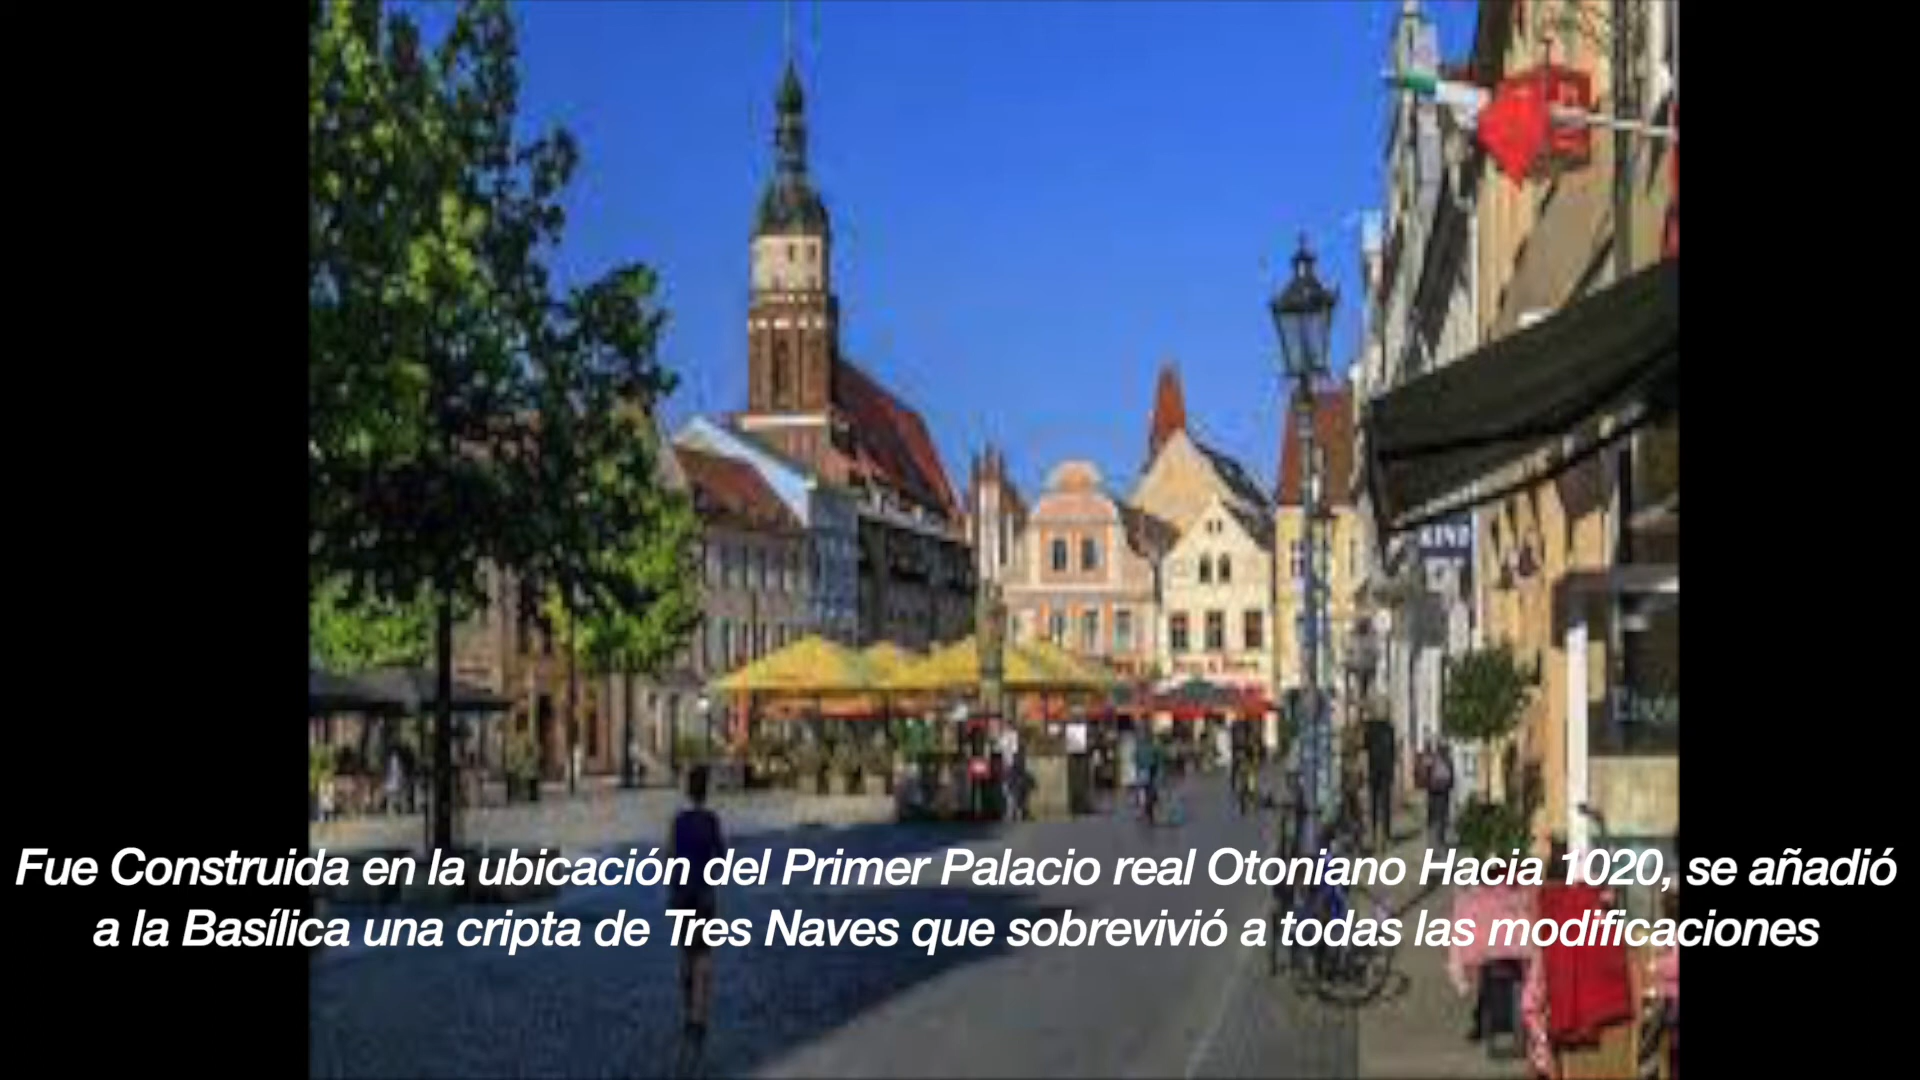 Fue Construida en la ubicación del Primer Palacio real Otoniano Hacia 1020, se añadió
a la Basílica una cripta de Tres Naves que sobrevivió a todas las modificaciones